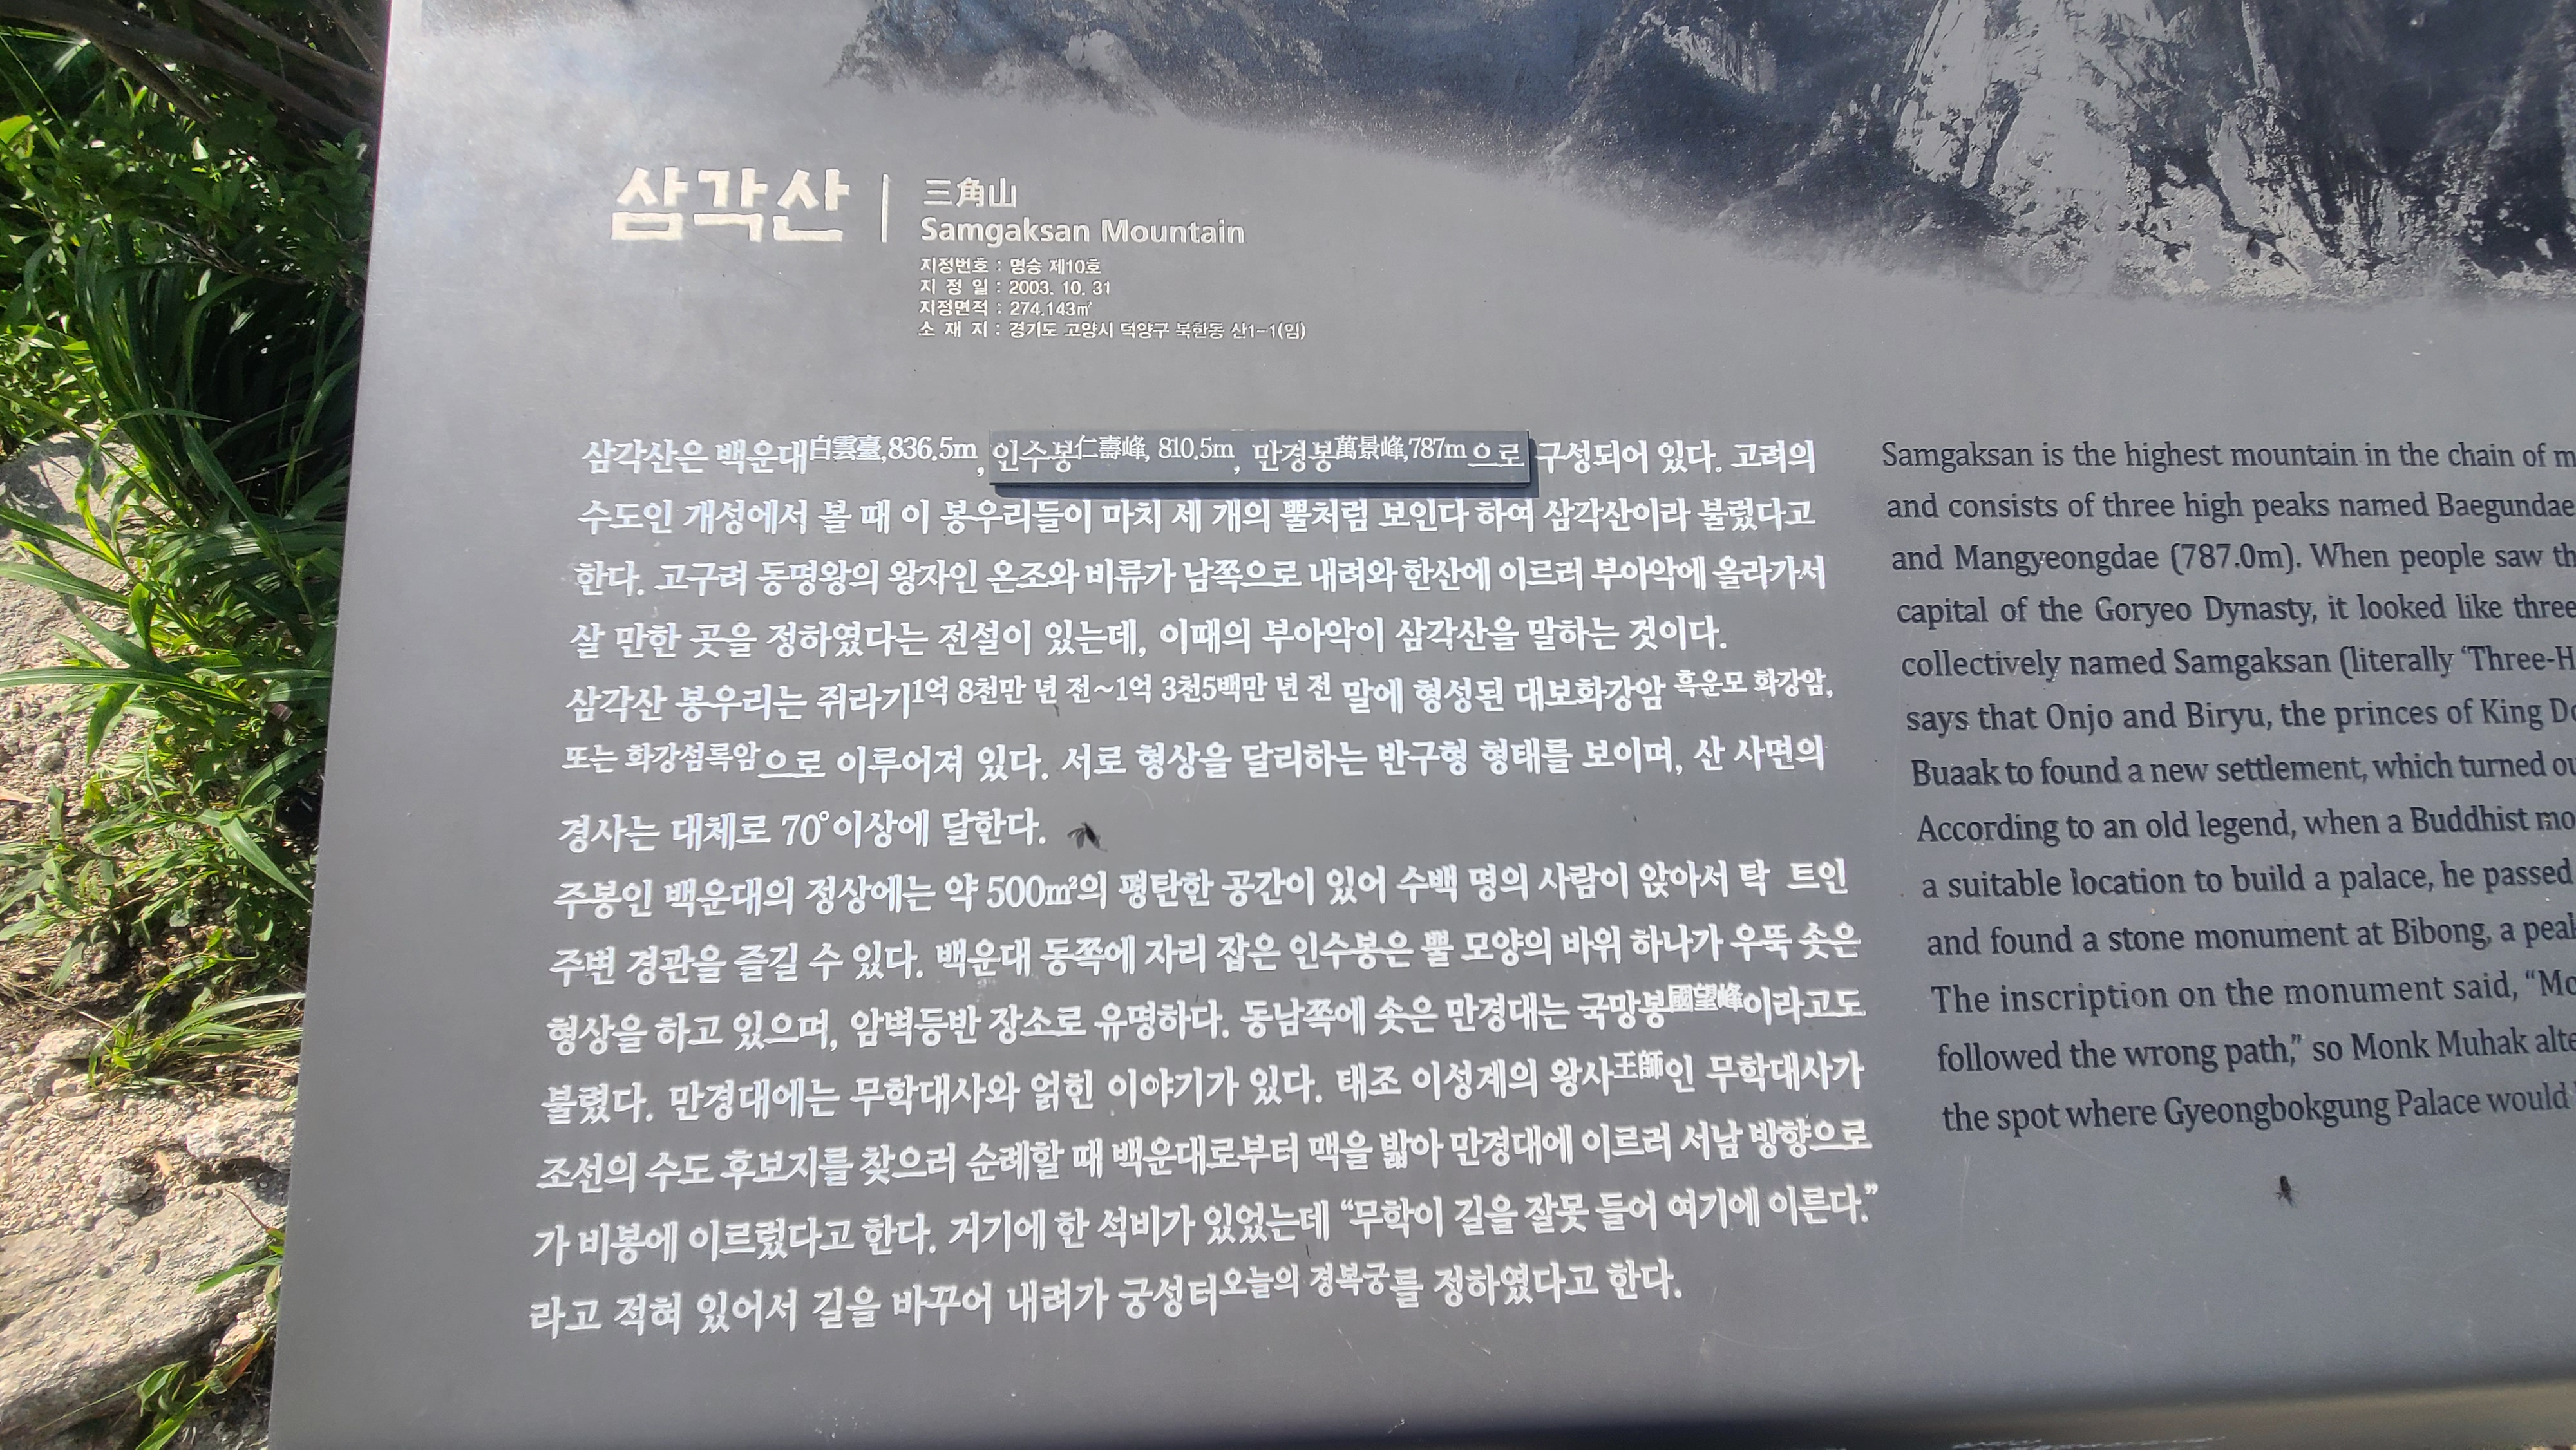 삼각산
三角山
Samgaksan Mountain
지정번호 : 명승 제10호
지 정 일 : 2003. 10. 31
지정면적 : 274.143㎡
소 재 지 : 경기도 고양시 덕양구 북한동 산1-1(임)
삼각산은 백운대白雲臺,836.5m, 인수봉仁壽峰, 810.5m, 만경봉萬景峰,787m으로 구성되어 있다. 고려의
수도인 개성에서 볼 때 이 봉우리들이 마치 세 개의 뿔처럼 보인다 하여 삼각산이라 불렀다고
한다. 고구려 동명왕의 왕자인 온조와 비류가 남쪽으로 내려와 한산에 이르러 부아악에 올라가서
살 만한 곳을 정하였다는 전설이 있는데, 이때의 부아악이 삼각산을 말하는 것이다.
삼각산 봉우리는 쥐라기1억 8천만 년 전~1억 3천5백만 년 전 말에 형성된 대보화강암 흑운모 화강암,
또는 화강섬록암으로 이루어져 있다. 서로 형상을 달리하는 반구형 형태를 보이며, 산 사면의
경사는 대체로 70°이상에 달한다.
주봉인 백운대의 정상에는 약 500㎡의 평탄한 공간이 있어 수백 명의 사람이 앉아서 탁 트인
주변 경관을 즐길 수 있다. 백운대 동쪽에 자리 잡은 인수봉은 뿔 모양의 바위 하나가 우뚝 솟은
형상을 하고 있으며, 암벽등반 장소로 유명하다. 동남쪽에 솟은 만경대는 국망봉國望峰이라고도
불렸다. 만경대에는 무학대사와 얽힌 이야기가 있다. 태조 이성계의 왕사王師인 무학대사가
조선의 수도 후보지를 찾으러 순례할 때 백운대로부터 맥을 밟아 만경대에 이르러 서남 방향으로
가 비봉에 이르렀다고 한다. 거기에 한 석비가 있었는데 “무학이 길을 잘못 들어 여기에 이른다.”
라고 적혀 있어서 길을 바꾸어 내려가 궁성터오늘의 경복궁를 정하였다고 한다.
Samgaksan is the highest mountain in the chain of
and consists of three high peaks named Baegundae
and Mangyeongdae (787.0m). When people saw
capital of the Goryeo Dynasty, it looked like three
collectively named Samgaksan (literally ‘Three-H
says that Onjo and Biryu, the princes of King
Buaak to found a new settlement, which turned
According to an old legend, when a Buddhist
a suitable location to build a palace, he passed
and found a stone monument at Bibong, a
The inscription on the monument said,
followed the wrong path,” so Monk Muhak
the spot where Gyeongbokgung Palace would